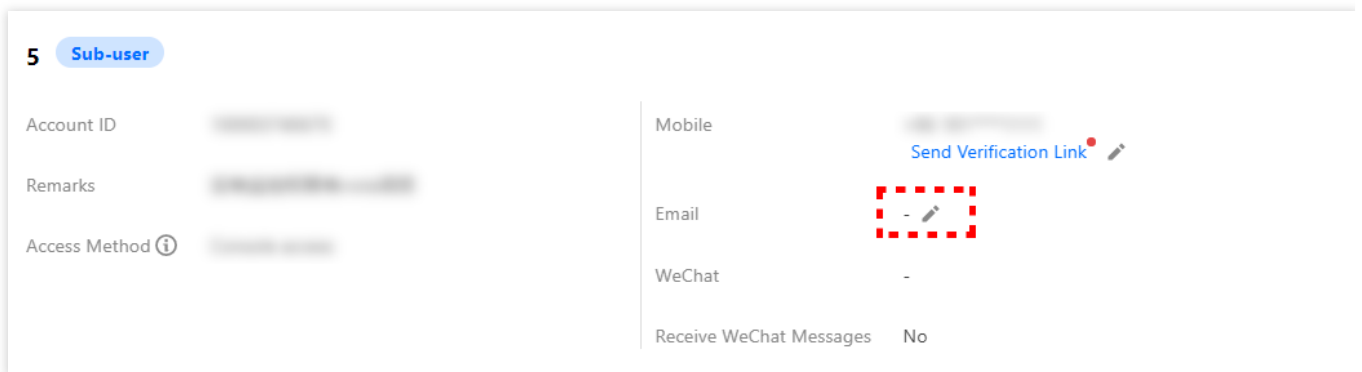 5 Sub-user
Account ID
Remarks
Access Method
Mobile
Send Verification Link
Email -
WeChat -
Receive WeChat Messages No